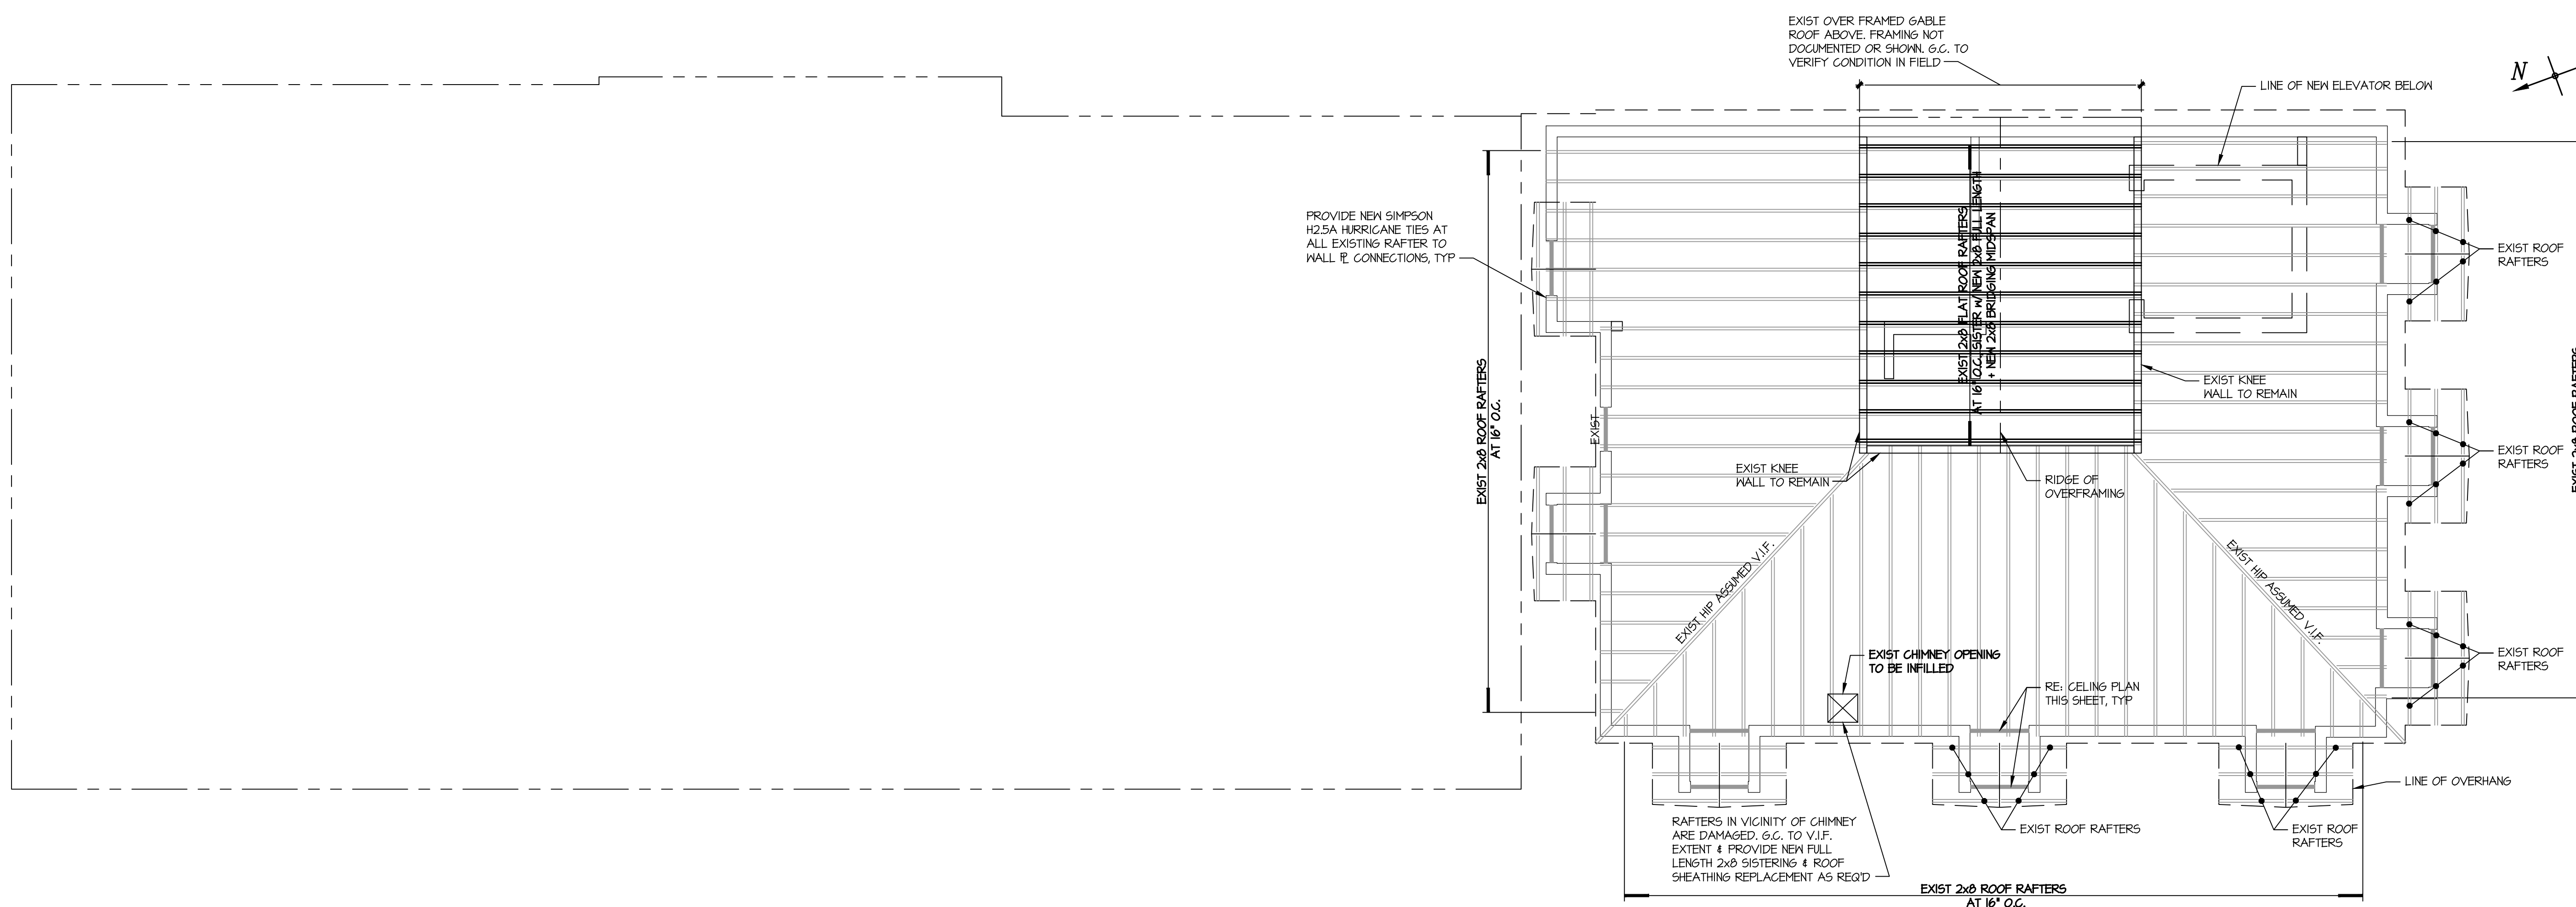 EXIST OVER FRAMED GABLE
ROOF ABOVE. FRAMING NOT
DOCUMENTED OR SHOWN. G.C. TO
VERIFY CONDITION IN FIELD
LINE OF NEW ELEVATOR BELOW
N
PROVIDE NEW SIMPSON
H2.5A HURRICANE TIES AT
ALL EXISTING RAFTER TO
WALL PL CONNECTIONS, TYP
EXIST 2x8 ROOF RAFTERS
AT 16" O.C.
EXIST
EXIST 2x8 FLAT ROOF RAFTERS
AT 16" O.C., SISTER W/ NEW 2x8 FULL LENGTH
+ NEW 2x8 BRIDGING MIDSPAN
EXIST ROOF
RAFTERS
EXIST KNEE
WALL TO REMAIN
EXIST 2x8 ROOF RAFTERS
EXIST KNEE
WALL TO REMAIN
RIDGE OF
OVERFRAMING
EXIST ROOF
RAFTERS
EXIST HIP ASSUMED V.I.F.
EXIST HIP ASSUMED V.I.F.
EXIST CHIMNEY OPENING
TO BE INFILLED
RE: CELING PLAN
THIS SHEET, TYP
EXIST ROOF
RAFTERS
LINE OF OVERHANG
RAFTERS IN VICINITY OF CHIMNEY
ARE DAMAGED. G.C. TO V.I.F.
EXTENT & PROVIDE NEW FULL
LENGTH 2x8 SISTERING & ROOF
SHEATHING REPLACEMENT AS REQ'D
EXIST ROOF RAFTERS
EXIST ROOF
RAFTERS
EXIST 2x8 ROOF RAFTERS
AT 16" O.C.